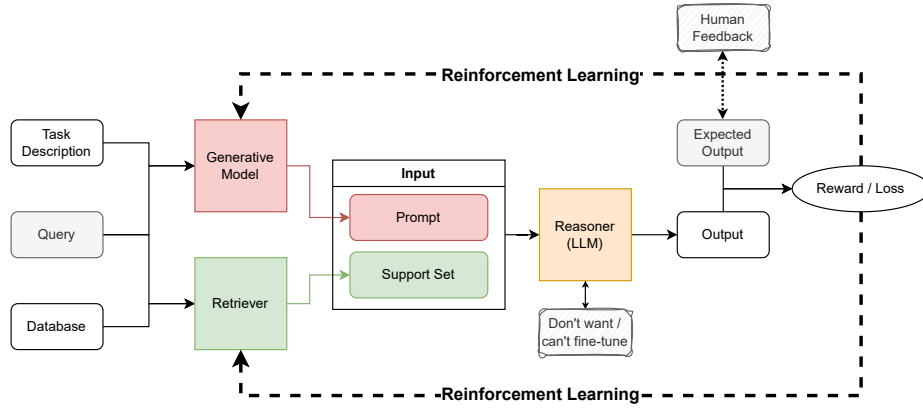 Human
Feedback
Reinforcement Learning
Task
Description
Generative
Model
Expected
Output
Input
Reward / Loss
Prompt
Query
Reasoner
(LLM)
Output
Support Set
Retriever
Database
Don't want /
can't fine-tune
Reinforcement Learning